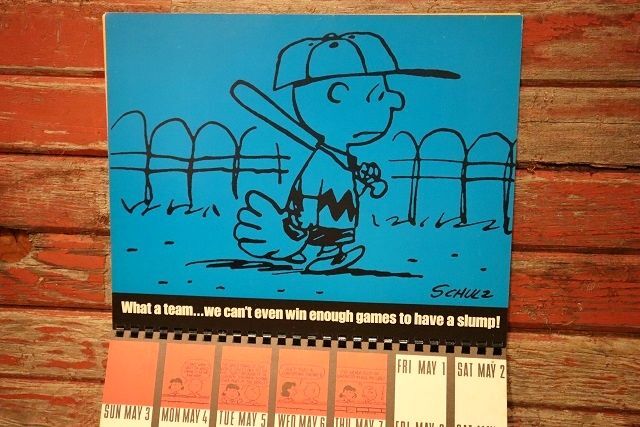 SCHULZ
What a team...we can't even win enough games to have a slump!
FRI MAY 1
SAT MAY 2
SUN MAY 3
MON MAY 4
TUE MAY 5
WED MAY 6
THU MAY 7